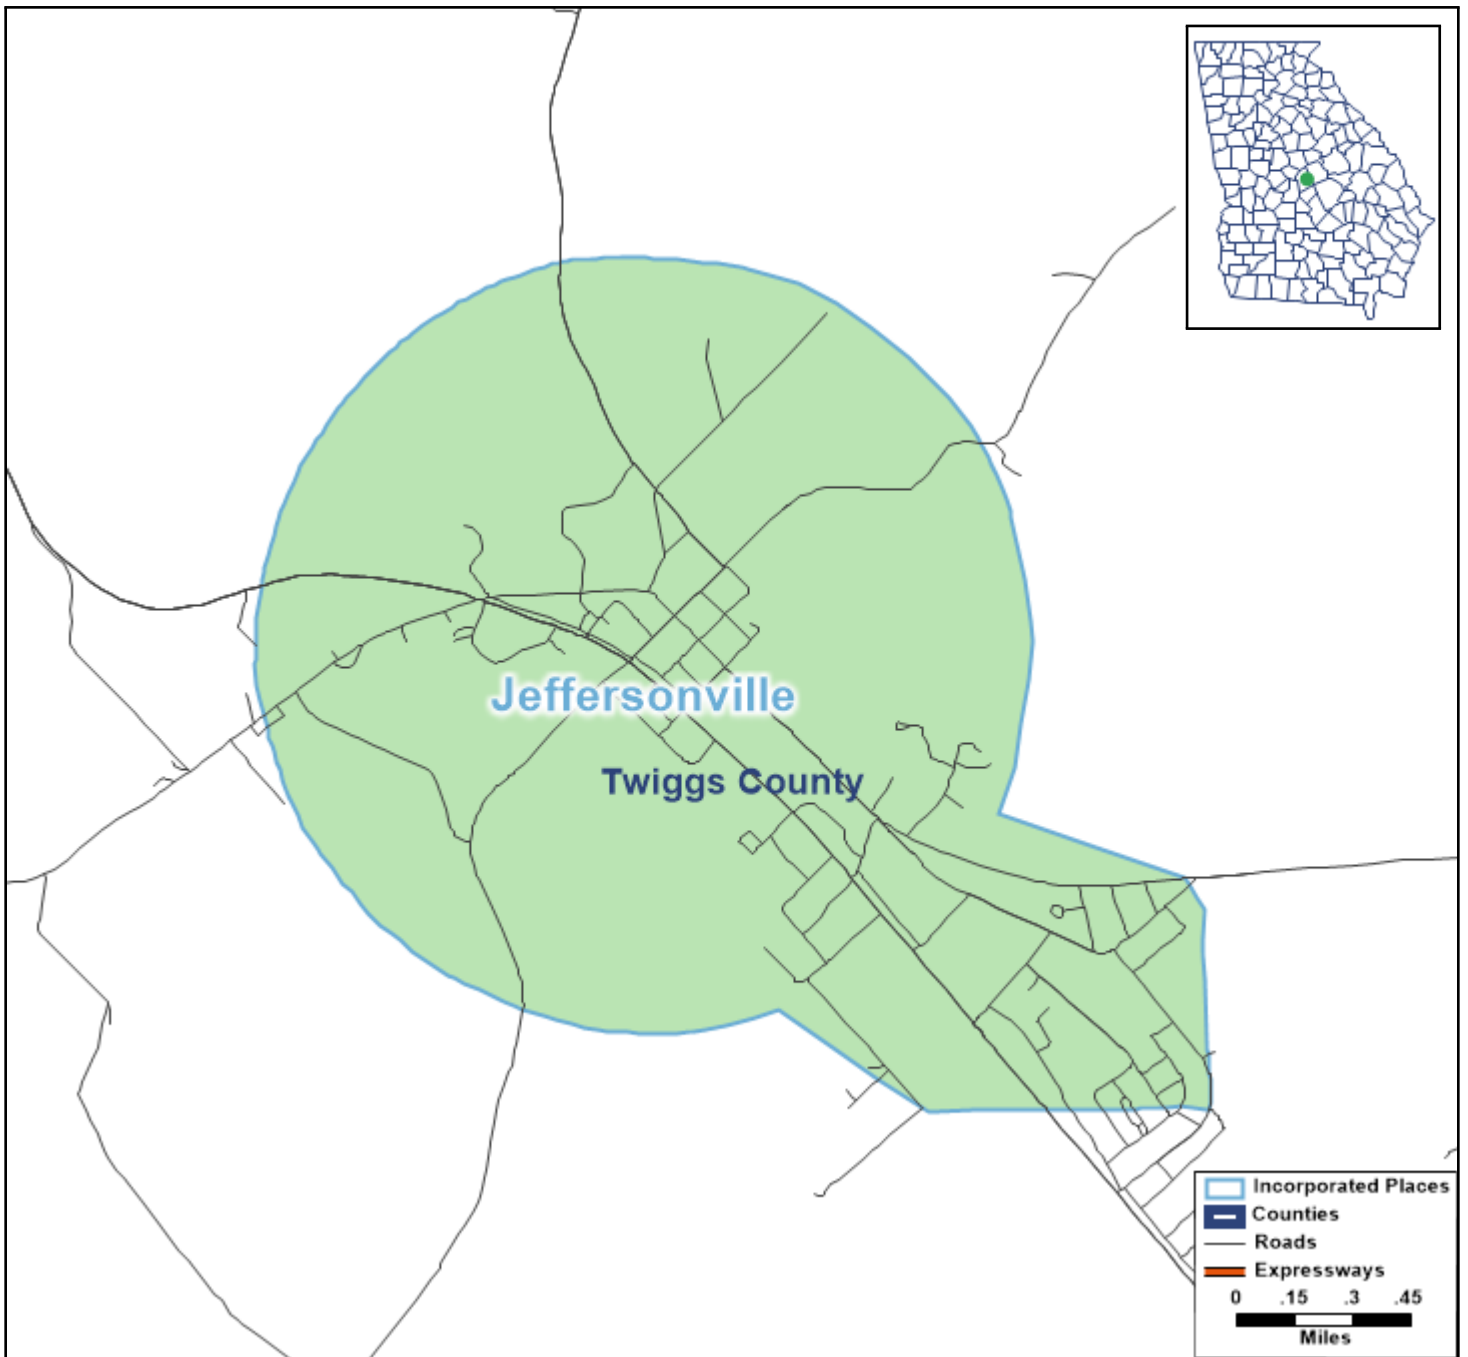 Jeffersonville
Twiggs County
Incorporated Places
Counties
Roads
Expressways
0 .15 .3 .45
Miles